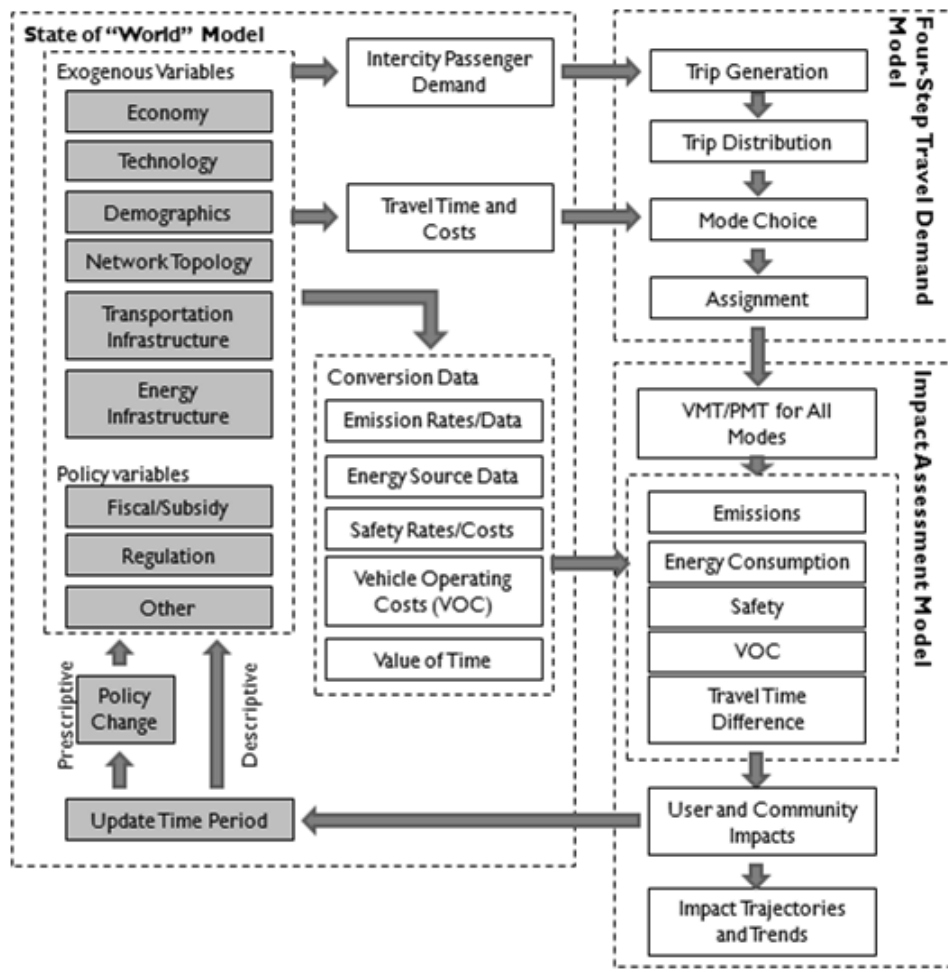 State of “World” Model
Exogenous Variables
Economy
Technology
Demographics
Network Topology
Transportation
Infrastructure
Energy
Infrastructure
Policy variables
Fiscal/Subsidy
Regulation
Other
Prescriptive
Policy
Change
Descriptive
Update Time Period
Intercity Passenger
Demand
Travel Time and
Costs
Conversion Data
Emission Rates/Data
Energy Source Data
Safety Rates/Costs
Vehicle Operating
Costs (VOC)
Value of Time
Four-Step Travel Demand
Model
Trip Generation
Trip Distribution
Mode Choice
Assignment
Impact Assessment Model
VMT/PMT for All
Modes
Emissions
Energy Consumption
Safety
VOC
Travel Time
Difference
User and Community
Impacts
Impact Trajectories
and Trends